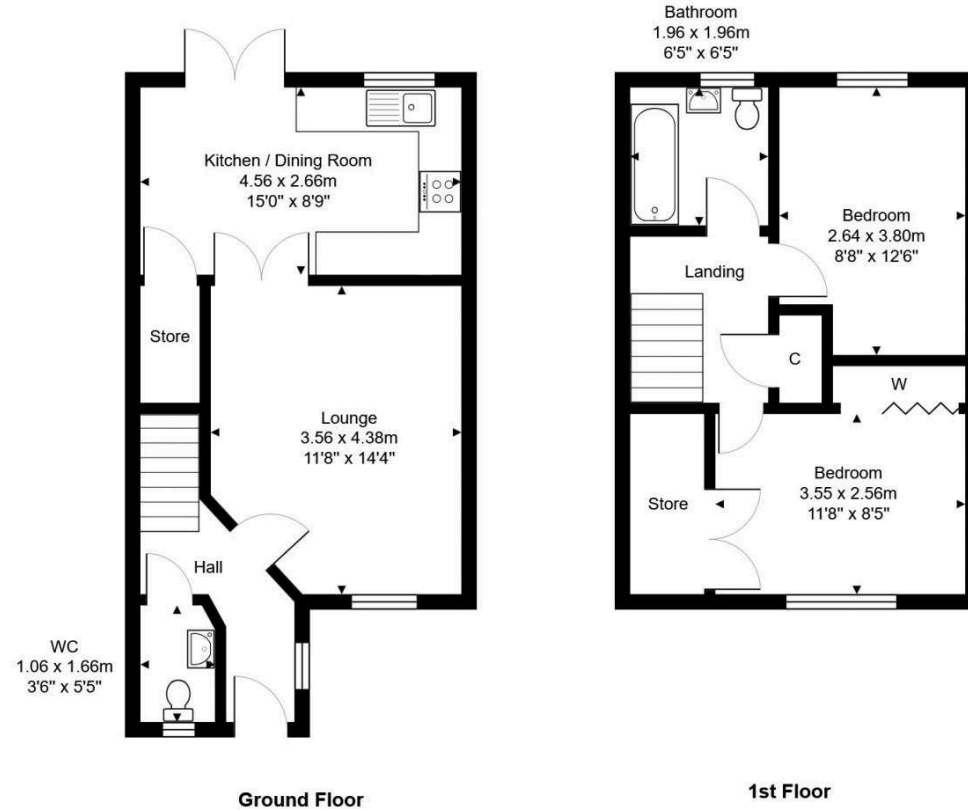 Kitchen / Dining Room
4.56 x 2.66m
15'0" x 8'9"
Store
Lounge
3.56 x 4.38m
11'8" x 14'4"
Hall
WC
1.06 x 1.66m
3'6" x 5'5"
Ground Floor
Bathroom
1.96 x 1.96m
6'5" x 6'5"
Bedroom
2.64 x 3.80m
8'8" x 12'6"
Landing
C
W
Bedroom
3.55 x 2.56m
11'8" x 8'5"
Store
1st Floor